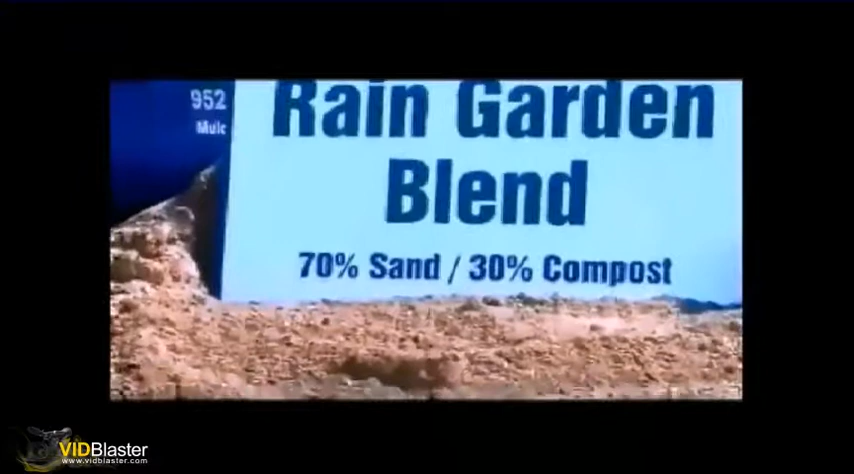 952
Mulc
Rain Garden
Blend
70% Sand / 30% Compost
VIDBlaster
www.vidblaster.com